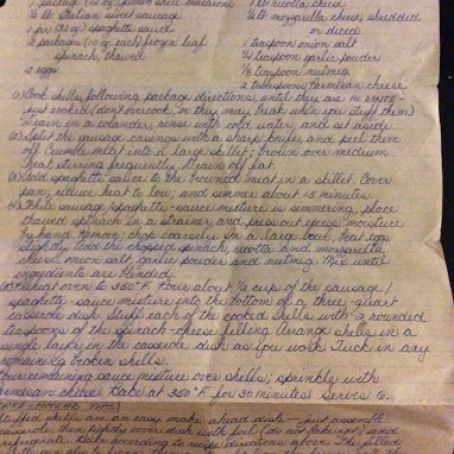 1 package (12 oz) jumbo shell macaroni
1 lb. ricotta cheese
½ lb. Italian sweet sausage
½ lb. mozzarella cheese, shredded
or diced
1 jar (32 oz) spaghetti sauce
1 teaspoon onion salt
2 packages (10 oz each) frozen leaf
spinach, thawed
¼ teaspoon garlic powder
⅛ teaspoon nutmeg
2 eggs
2 tablespoons Parmesan cheese
Cook shells, following package directions, until they are al dente -
just cooked (don't overcook, or they may break when you stuff them.)
Drain in a colander, rinse with cold water, and set aside.
Split the sausage casings with a sharp knife, and peel them
off. Crumble meat into a large skillet; brown over medium
heat stirring frequently. Drain off fat.
Add spaghetti sauce to the browned meat in a skillet. Cover
pan; reduce heat to low; and simmer about 15 minutes.
While sausage/spaghetti-sauce mixture is simmering, place
thawed spinach in a strainer and press out excess moisture
by hand. Remove; chop coarsely. In a large bowl, beat eggs
slightly. Add the chopped spinach, ricotta and mozzarella
cheese, onion salt, garlic powder and nutmeg. Mix until
ingredients are blended.
Preheat oven to 350°F. Pour about ½ cup of the sausage/
spaghetti-sauce mixture into the bottom of a three-quart
casserole dish. Stuff each of the cooked shells with 2 rounded
teaspoons of the spinach-cheese filling. Arrange shells in a
single layer in the casserole dish as you work. Tuck in any
remaining broken shells.
Pour remaining sauce mixture over shells; sprinkle with
parmesan cheese. Bake at 350°F. for 30 minutes. Serves 6.
MAKE-AHEAD TIPS:
Stuffed shells are an easy make-ahead dish - just assemble
casserole, then tightly cover dish with foil (do not bake yet) and
refrigerate. Bake according to recipe directions above. The filled